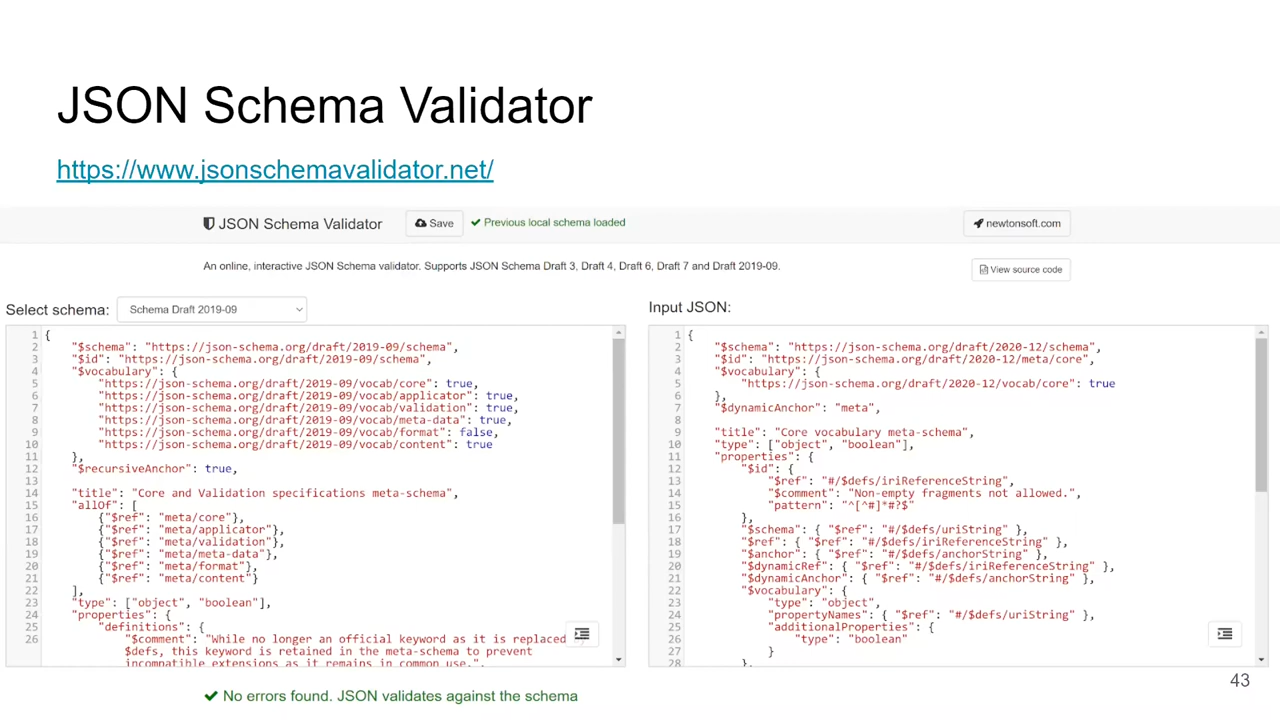 JSON Schema Validator
https://www.jsonschemavalidator.net/
JSON Schema Validator
Save
Previous local schema loaded
newtonsoft.com
An online, interactive JSON Schema validator. Supports JSON Schema Draft 3, Draft 4, Draft 6, Draft 7 and Draft 2019-09.
View source code
Select schema:
Schema Draft 2019-09
1 {
2 "$schema": "https://json-schema.org/draft/2019-09/schema",
3 "$id": "https://json-schema.org/draft/2019-09/schema",
4 "$vocabulary": {
5 "https://json-schema.org/draft/2019-09/vocab/core": true,
6 "https://json-schema.org/draft/2019-09/vocab/applicator": true,
7 "https://json-schema.org/draft/2019-09/vocab/validation": true,
8 "https://json-schema.org/draft/2019-09/vocab/meta-data": true,
9 "https://json-schema.org/draft/2019-09/vocab/format": false,
10 "https://json-schema.org/draft/2019-09/vocab/content": true
11 },
12 "$recursiveAnchor": true,
13
14 "title": "Core and Validation specifications meta-schema",
15 "allOf": [
16 {"$ref": "meta/core"},
17 {"$ref": "meta/applicator"},
18 {"$ref": "meta/validation"},
19 {"$ref": "meta/meta-data"},
20 {"$ref": "meta/format"},
21 {"$ref": "meta/content"}
22 ],
23 "type": ["object", "boolean"],
24 "properties": {
25 "definitions": {
26 "$comment": "While no longer an official keyword as it is replaced
$defs, this keyword is retained in the meta-schema to prevent
incompatible extensions as it remains in common use.",
Input JSON:
1 {
2 "$schema": "https://json-schema.org/draft/2020-12/schema",
3 "$id": "https://json-schema.org/draft/2020-12/meta/core",
4 "$vocabulary": {
5 "https://json-schema.org/draft/2020-12/vocab/core": true
6 },
7 "$dynamicAnchor": "meta",
8
9 "title": "Core vocabulary meta-schema",
10 "type": ["object", "boolean"],
11 "properties": {
12 "$id": {
13 "$ref": "#/$defs/iriReferenceString",
14 "$comment": "Non-empty fragments not allowed.",
15 "pattern": "^[^#]*#?$"
16 },
17 "$schema": { "$ref": "#/$defs/uriString" },
18 "$ref": { "$ref": "#/$defs/iriReferenceString" },
19 "$anchor": { "$ref": "#/$defs/anchorString" },
20 "$dynamicRef": { "$ref": "#/$defs/iriReferenceString" },
21 "$dynamicAnchor": { "$ref": "#/$defs/anchorString" },
22 "$vocabulary": {
23 "type": "object",
24 "propertyNames": { "$ref": "#/$defs/uriString" },
25 "additionalProperties": {
26 "type": "boolean"
27 }
28 },
No errors found. JSON validates against the schema
43